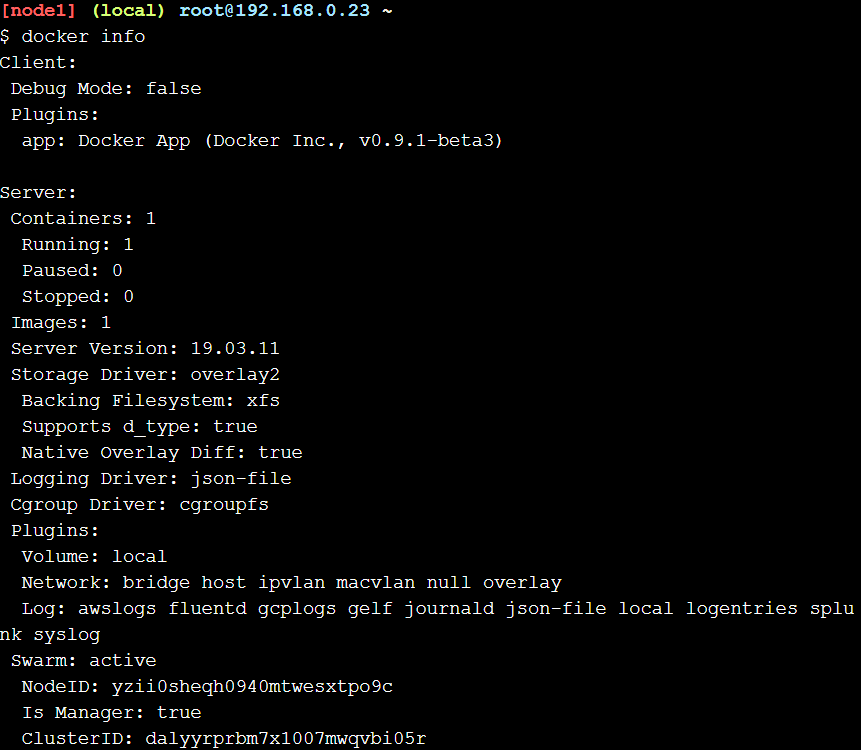 [node1] (local) root@192.168.0.23 ~
$ docker info
Client:
 Debug Mode: false
 Plugins:
  app: Docker App (Docker Inc., v0.9.1-beta3)

Server:
 Containers: 1
  Running: 1
  Paused: 0
  Stopped: 0
 Images: 1
 Server Version: 19.03.11
 Storage Driver: overlay2
  Backing Filesystem: xfs
  Supports d_type: true
  Native Overlay Diff: true
 Logging Driver: json-file
 Cgroup Driver: cgroupfs
 Plugins:
  Volume: local
  Network: bridge host ipvlan macvlan null overlay
  Log: awslogs fluentd gcplogs gelf journald json-file local logentries splu
nk syslog
 Swarm: active
  NodeID: yzii0sheqh0940mtwesxtpo9c
  Is Manager: true
  ClusterID: dalyyrprbm7x1007mwqvbi05r